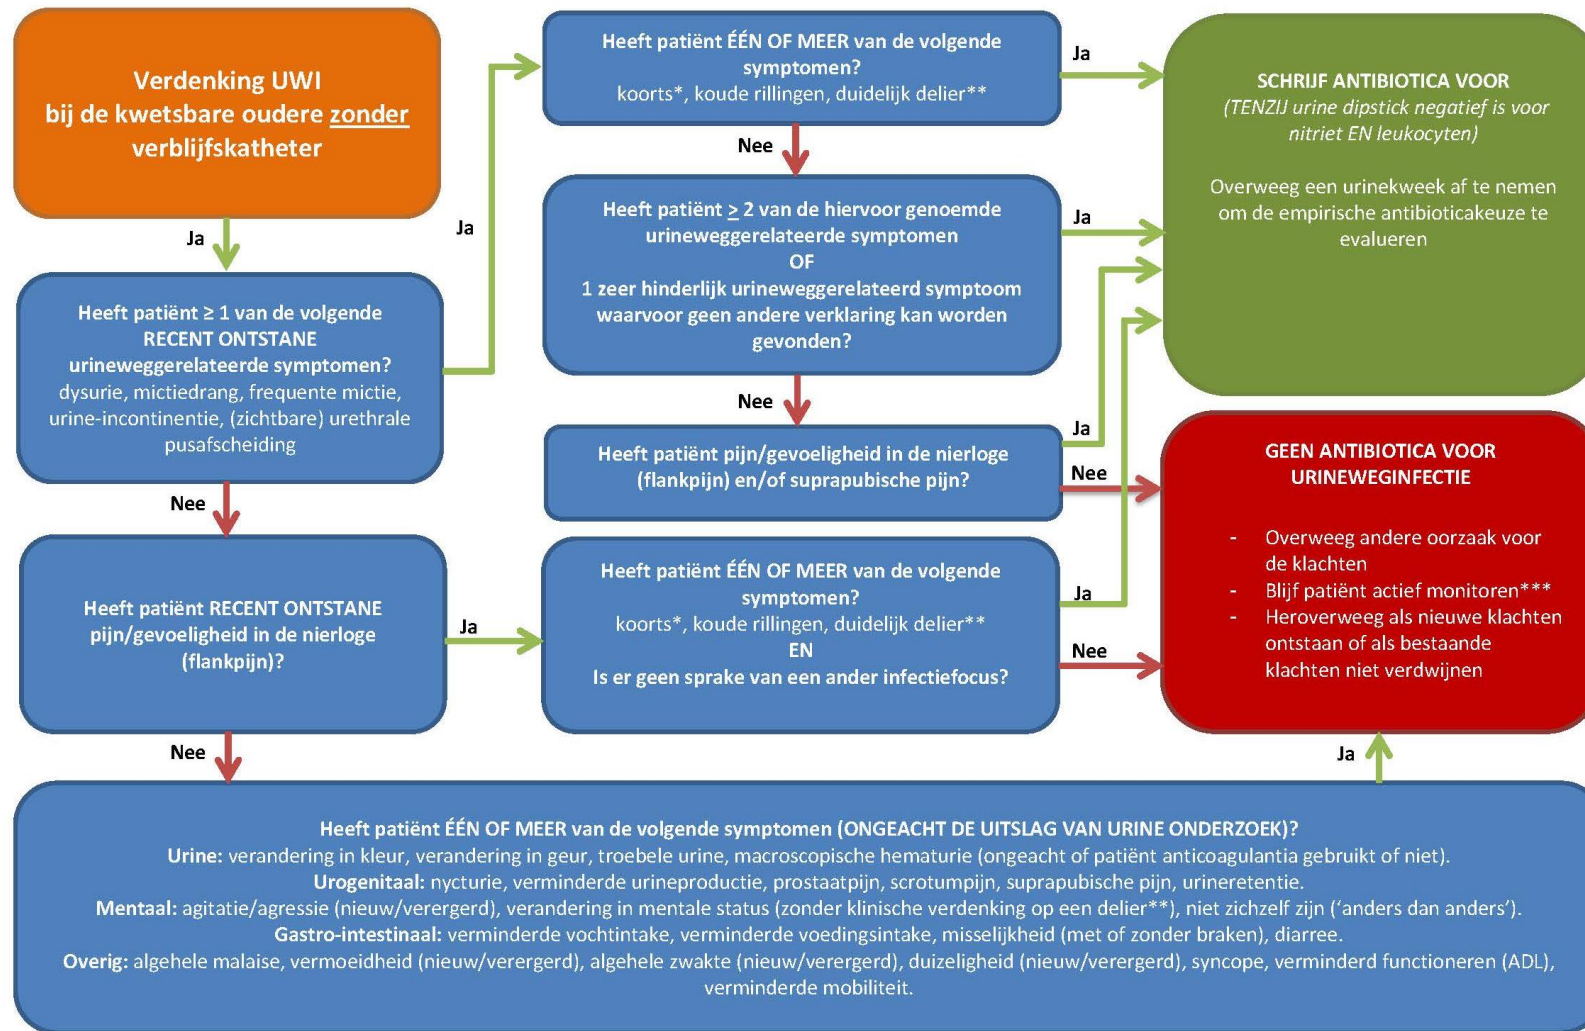 Verdenking UWI
bij de kwetsbare oudere zonder
verblijfskatheter
Ja
Heeft patiënt ≥ 1 van de volgende
RECENT ONTSTANE
urineweggerelateerde symptomen?
dysurie, mictiedrang, frequente mictie,
urine-incontinentie, (zichtbare) urethrale
pusafscheiding
Ja
Nee
Heeft patiënt RECENT ONTSTANE
pijn/gevoeligheid in de nierloge
(flankpijn)?
Ja
Nee
Heeft patiënt ÉÉN OF MEER van de volgende
symptomen?
koorts*, koude rillingen, duidelijk delier**
Ja
Nee
Heeft patiënt ≥ 2 van de hiervoor genoemde
urineweggerelateerde symptomen
OF
1 zeer hinderlijk urineweggerelateerd symptoom
waarvoor geen andere verklaring kan worden
gevonden?
Ja
Nee
Heeft patiënt pijn/gevoeligheid in de nierloge
(flankpijn) en/of suprapubische pijn?
Ja
Nee
Heeft patiënt ÉÉN OF MEER van de volgende
symptomen?
koorts*, koude rillingen, duidelijk delier**
EN
Is er geen sprake van een ander infectiefocus?
Ja
Nee
SCHRIJF ANTIBIOTICA VOOR
(TENZIJ urine dipstick negatief is voor
nitriet EN leukocyten)
Overweeg een urinekweek af te nemen
om de empirische antibioticakeuze te
evalueren
GEEN ANTIBIOTICA VOOR
URINEWEGINFECTIE
- Overweeg andere oorzaak voor
de klachten
- Blijf patiënt actief monitoren***
- Heroverweeg als nieuwe klachten
ontstaan of als bestaande
klachten niet verdwijnen
Ja
Heeft patiënt ÉÉN OF MEER van de volgende symptomen (ONGEACHT DE UITSLAG VAN URINE ONDERZOEK)?
Urine: verandering in kleur, verandering in geur, troebele urine, macroscopische hematurie (ongeacht of patiënt anticoagulantia gebruikt of niet).
Urogenitaal: nycturie, verminderde urineproductie, prostaatpijn, scrotumpijn, suprapubische pijn, urineretentie.
Mentaal: agitatie/agressie (nieuw/verergerd), verandering in mentale status (zonder klinische verdenking op een delier**), niet zichzelf zijn (‘anders dan anders’).
Gastro-intestinaal: verminderde vochtintake, verminderde voedingsintake, misselijkheid (met of zonder braken), diarree.
Overig: algehele malaise, vermoeidheid (nieuw/verergerd), algehele zwakte (nieuw/verergerd), duizeligheid (nieuw/verergerd), syncope, verminderd functioneren (ADL),
verminderde mobiliteit.